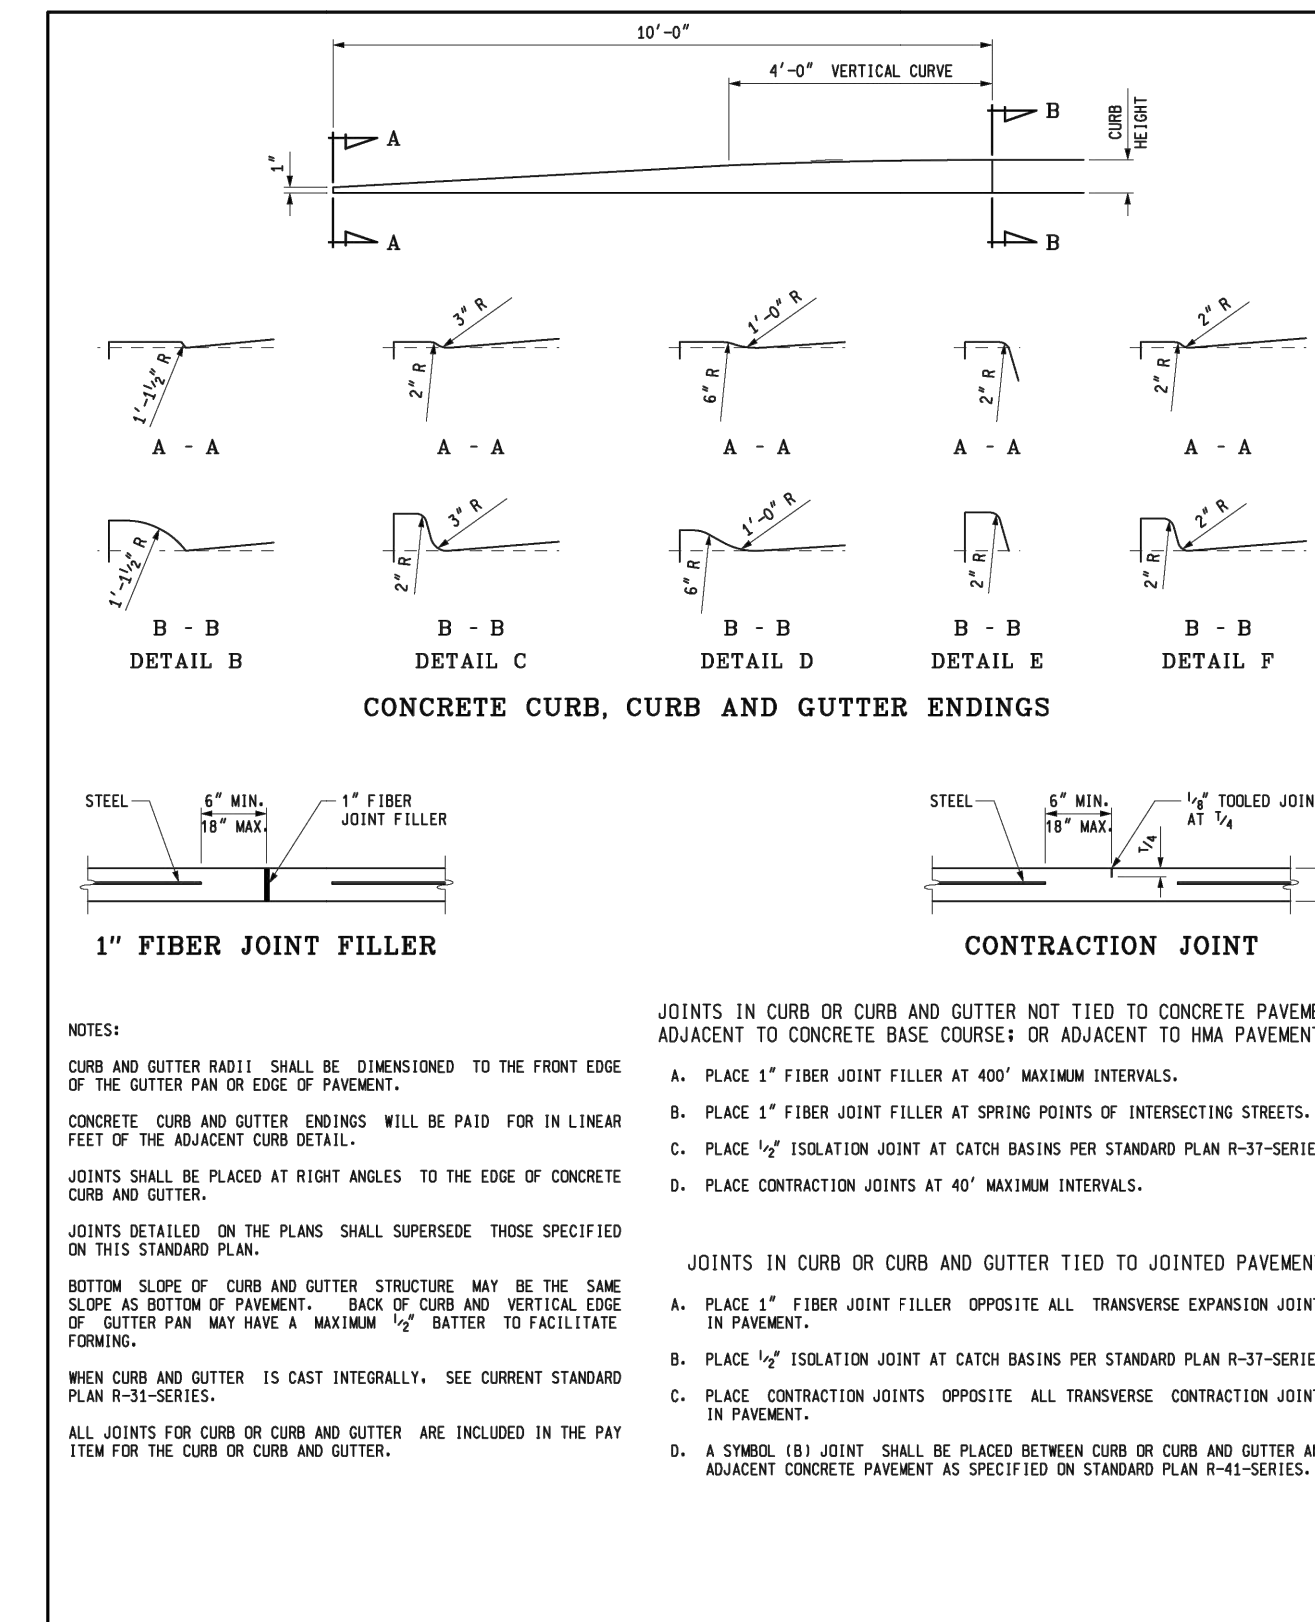 10'-0"
4'-0" VERTICAL CURVE
B
CURB
HEIGHT
A
1"
A
B
3" R
1'-0" R
2" R
1'-1½" R
2" R
6" R
2" R
2" R
A - A
A - A
A - A
A - A
A - A
3" R
1'-0" R
2" R
1'-1½" R
2" R
6" R
2" R
2" R
B - B
B - B
B - B
B - B
B - B
DETAIL B
DETAIL C
DETAIL D
DETAIL E
DETAIL F
CONCRETE CURB, CURB AND GUTTER ENDINGS
STEEL
6" MIN.
18" MAX.
1" FIBER
JOINT FILLER
1" FIBER JOINT FILLER
STEEL
6" MIN.
18" MAX.
T/4
1/8" TOOLED JOIN
AT T/4
CONTRACTION JOINT
NOTES:
CURB AND GUTTER RADII SHALL BE DIMENSIONED TO THE FRONT EDGE
OF THE GUTTER PAN OR EDGE OF PAVEMENT.
CONCRETE CURB AND GUTTER ENDINGS WILL BE PAID FOR IN LINEAR
FEET OF THE ADJACENT CURB DETAIL.
JOINTS SHALL BE PLACED AT RIGHT ANGLES TO THE EDGE OF CONCRETE
CURB AND GUTTER.
JOINTS DETAILED ON THE PLANS SHALL SUPERSEDE THOSE SPECIFIED
ON THIS STANDARD PLAN.
BOTTOM SLOPE OF CURB AND GUTTER STRUCTURE MAY BE THE SAME
SLOPE AS BOTTOM OF PAVEMENT. BACK OF CURB AND VERTICAL EDGE
OF GUTTER PAN MAY HAVE A MAXIMUM ½" BATTER TO FACILITATE
FORMING.
WHEN CURB AND GUTTER IS CAST INTEGRALLY, SEE CURRENT STANDARD
PLAN R-31-SERIES.
ALL JOINTS FOR CURB OR CURB AND GUTTER ARE INCLUDED IN THE PAY
ITEM FOR THE CURB OR CURB AND GUTTER.
JOINTS IN CURB OR CURB AND GUTTER NOT TIED TO CONCRETE PAVEM
ADJACENT TO CONCRETE BASE COURSE; OR ADJACENT TO HMA PAVEMENT
A. PLACE 1" FIBER JOINT FILLER AT 400' MAXIMUM INTERVALS.
B. PLACE 1" FIBER JOINT FILLER AT SPRING POINTS OF INTERSECTING STREETS.
C. PLACE ½" ISOLATION JOINT AT CATCH BASINS PER STANDARD PLAN R-37-SERIE
D. PLACE CONTRACTION JOINTS AT 40' MAXIMUM INTERVALS.
JOINTS IN CURB OR CURB AND GUTTER TIED TO JOINTED PAVEMEN
A. PLACE 1" FIBER JOINT FILLER OPPOSITE ALL TRANSVERSE EXPANSION JOINT
IN PAVEMENT.
B. PLACE ½" ISOLATION JOINT AT CATCH BASINS PER STANDARD PLAN R-37-SERIE
C. PLACE CONTRACTION JOINTS OPPOSITE ALL TRANSVERSE CONTRACTION JOINT
IN PAVEMENT.
D. A SYMBOL (B) JOINT SHALL BE PLACED BETWEEN CURB OR CURB AND GUTTER A
ADJACENT CONCRETE PAVEMENT AS SPECIFIED ON STANDARD PLAN R-41-SERIES.